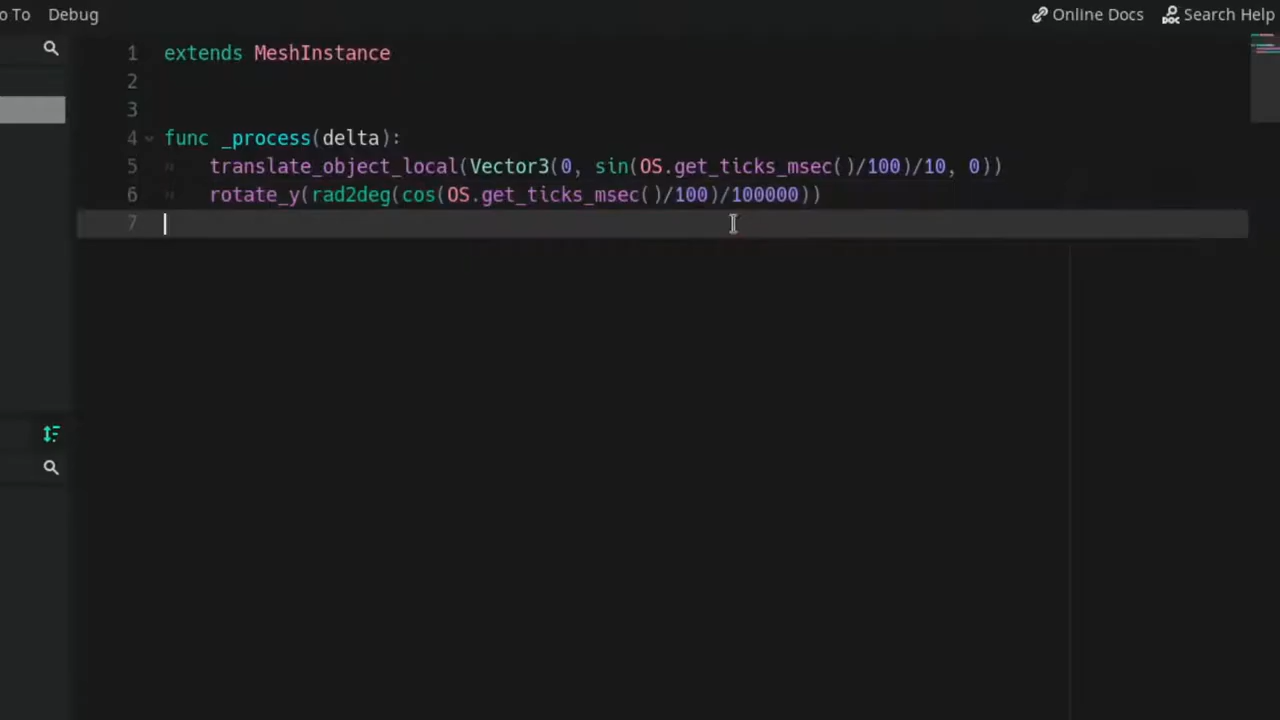 o To Debug Online Docs Search Help
1 extends MeshInstance
2
3
4 func _process(delta):
5 translate_object_local(Vector3(0, sin(OS.get_ticks_msec()/100)/10, 0))
6 rotate_y(rad2deg(cos(OS.get_ticks_msec()/100)/100000))
7